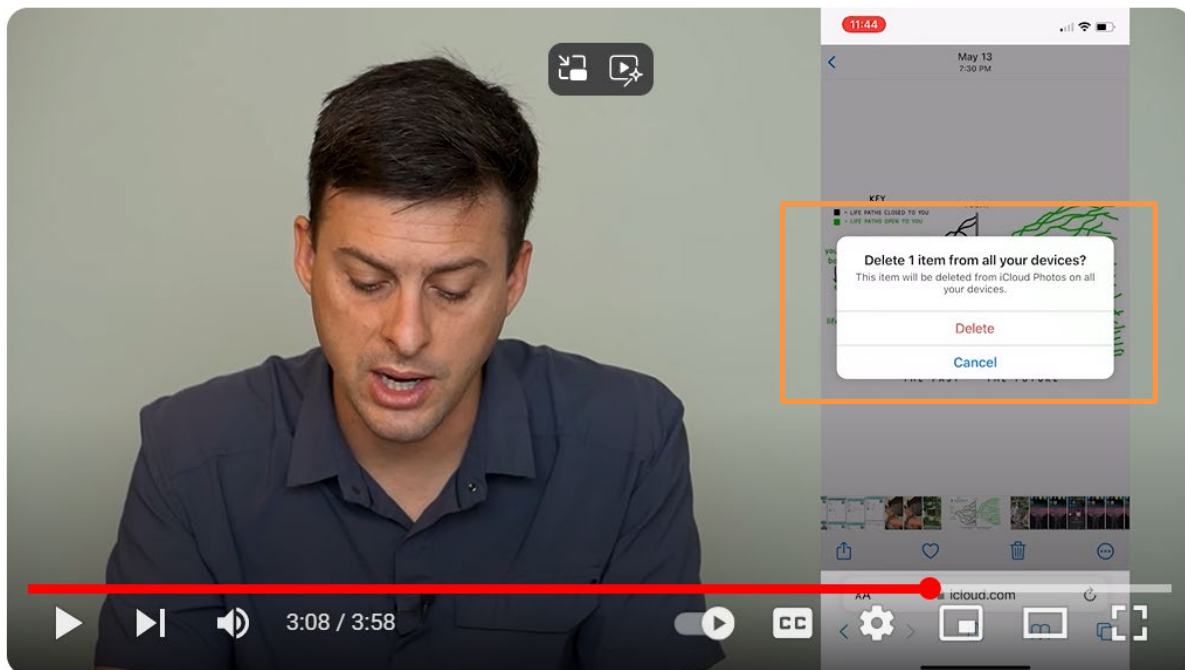 11:44
May 13
7:30 PM
KEY
- LIFE PATHS CLOSED TO YOU
- LIFE PATHS OPEN TO YOU
Delete 1 item from all your devices?
This item will be deleted from iCloud Photos on all
your devices.
Delete
Cancel
THE PAST THE FUTURE
AA
icloud.com
3:08 / 3:58
CC